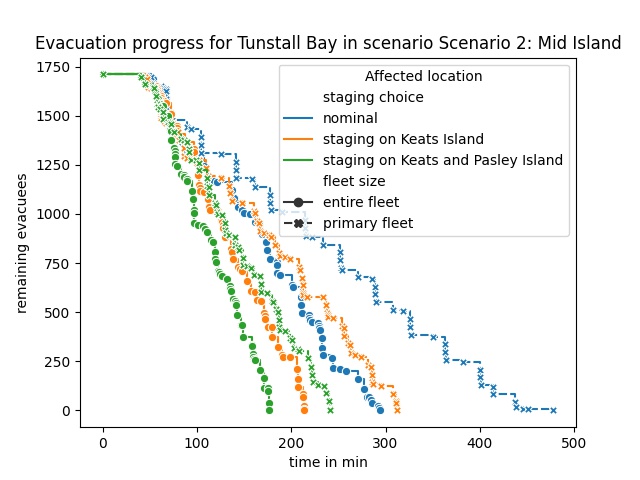 Evacuation progress for Tunstall Bay in scenario Scenario 2: Mid Island
1750
1500
1250
1000
750
500
250
0
remaining evacuees
Affected location
staging choice
nominal
staging on Keats Island
staging on Keats and Pasley Island
fleet size
entire fleet
primary fleet
0 100 200 300 400 500
time in min